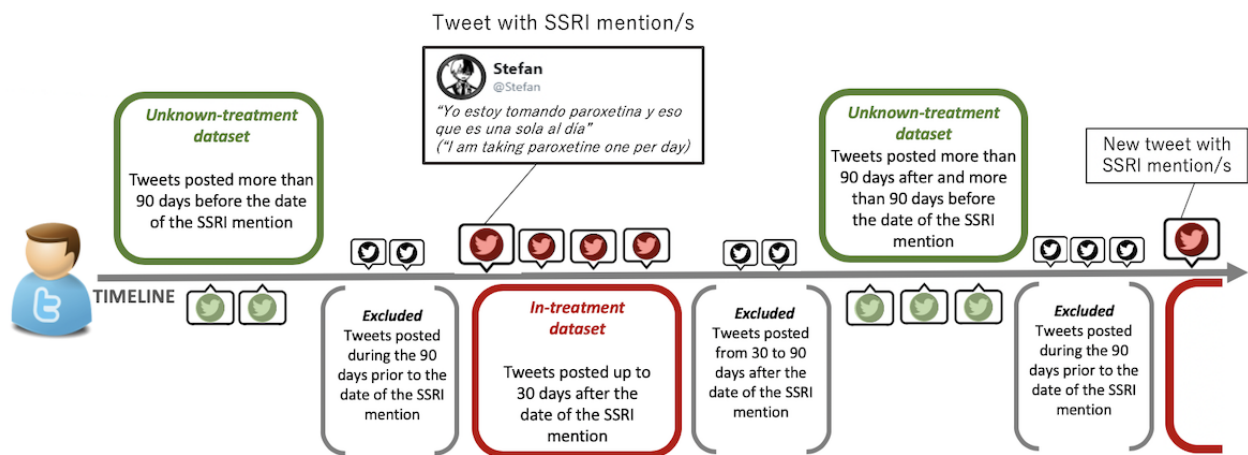 Tweet with SSRI mention/s
Stefan
@Stefan
“Yo estoy tomando paroxetina y eso
que es una sola al día”
(“I am taking paroxetine one per day)
Unknown-treatment
dataset
Tweets posted more than
90 days before the date
of the SSRI mention
Unknown-treatment
dataset
Tweets posted more than
90 days after and more
than 90 days before
the date of the SSRI
mention
New tweet with
SSRI mention/s
TIMELINE
Excluded
Tweets posted
during the 90
days prior to the
date of the SSRI
mention
In-treatment
dataset
Tweets posted up to
30 days after the
date of the SSRI
mention
Excluded
Tweets posted
from 30 to 90
days after the
date of the SSRI
mention
Excluded
Tweets posted
during the 90
days prior to the
date of the SSRI
mention